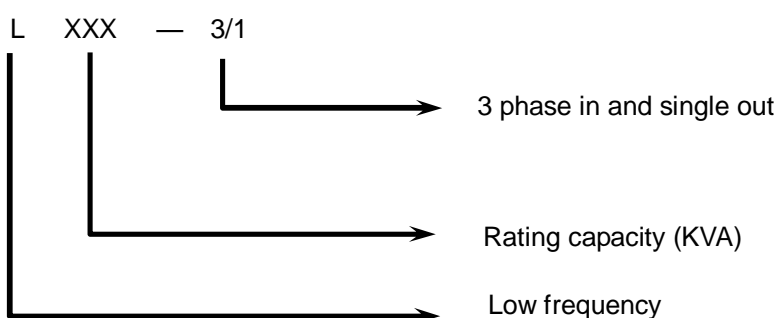 L XXX — 3/1
3 phase in and single out
Rating capacity (KVA)
Low frequency